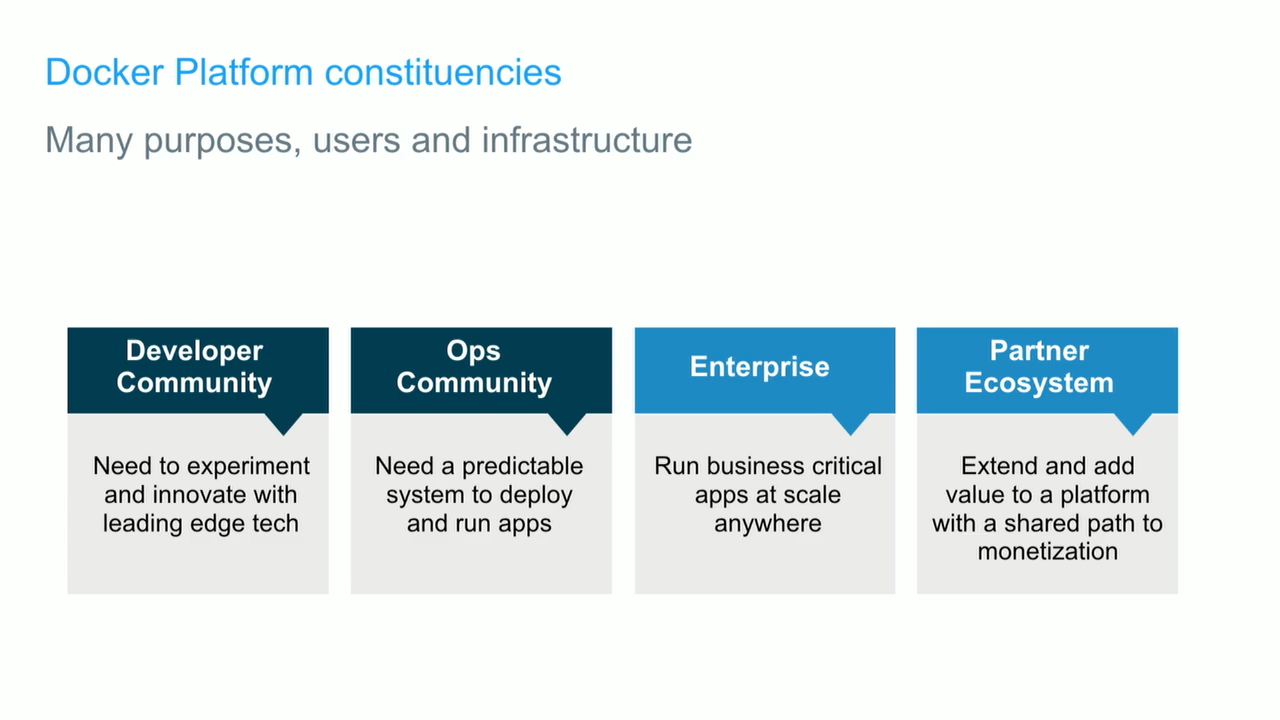 Docker Platform constituencies
Many purposes, users and infrastructure
Developer
Community
Need to experiment
and innovate with
leading edge tech
Ops
Community
Need a predictable
system to deploy
and run apps
Enterprise
Run business critical
apps at scale
anywhere
Partner
Ecosystem
Extend and add
value to a platform
with a shared path to
monetization